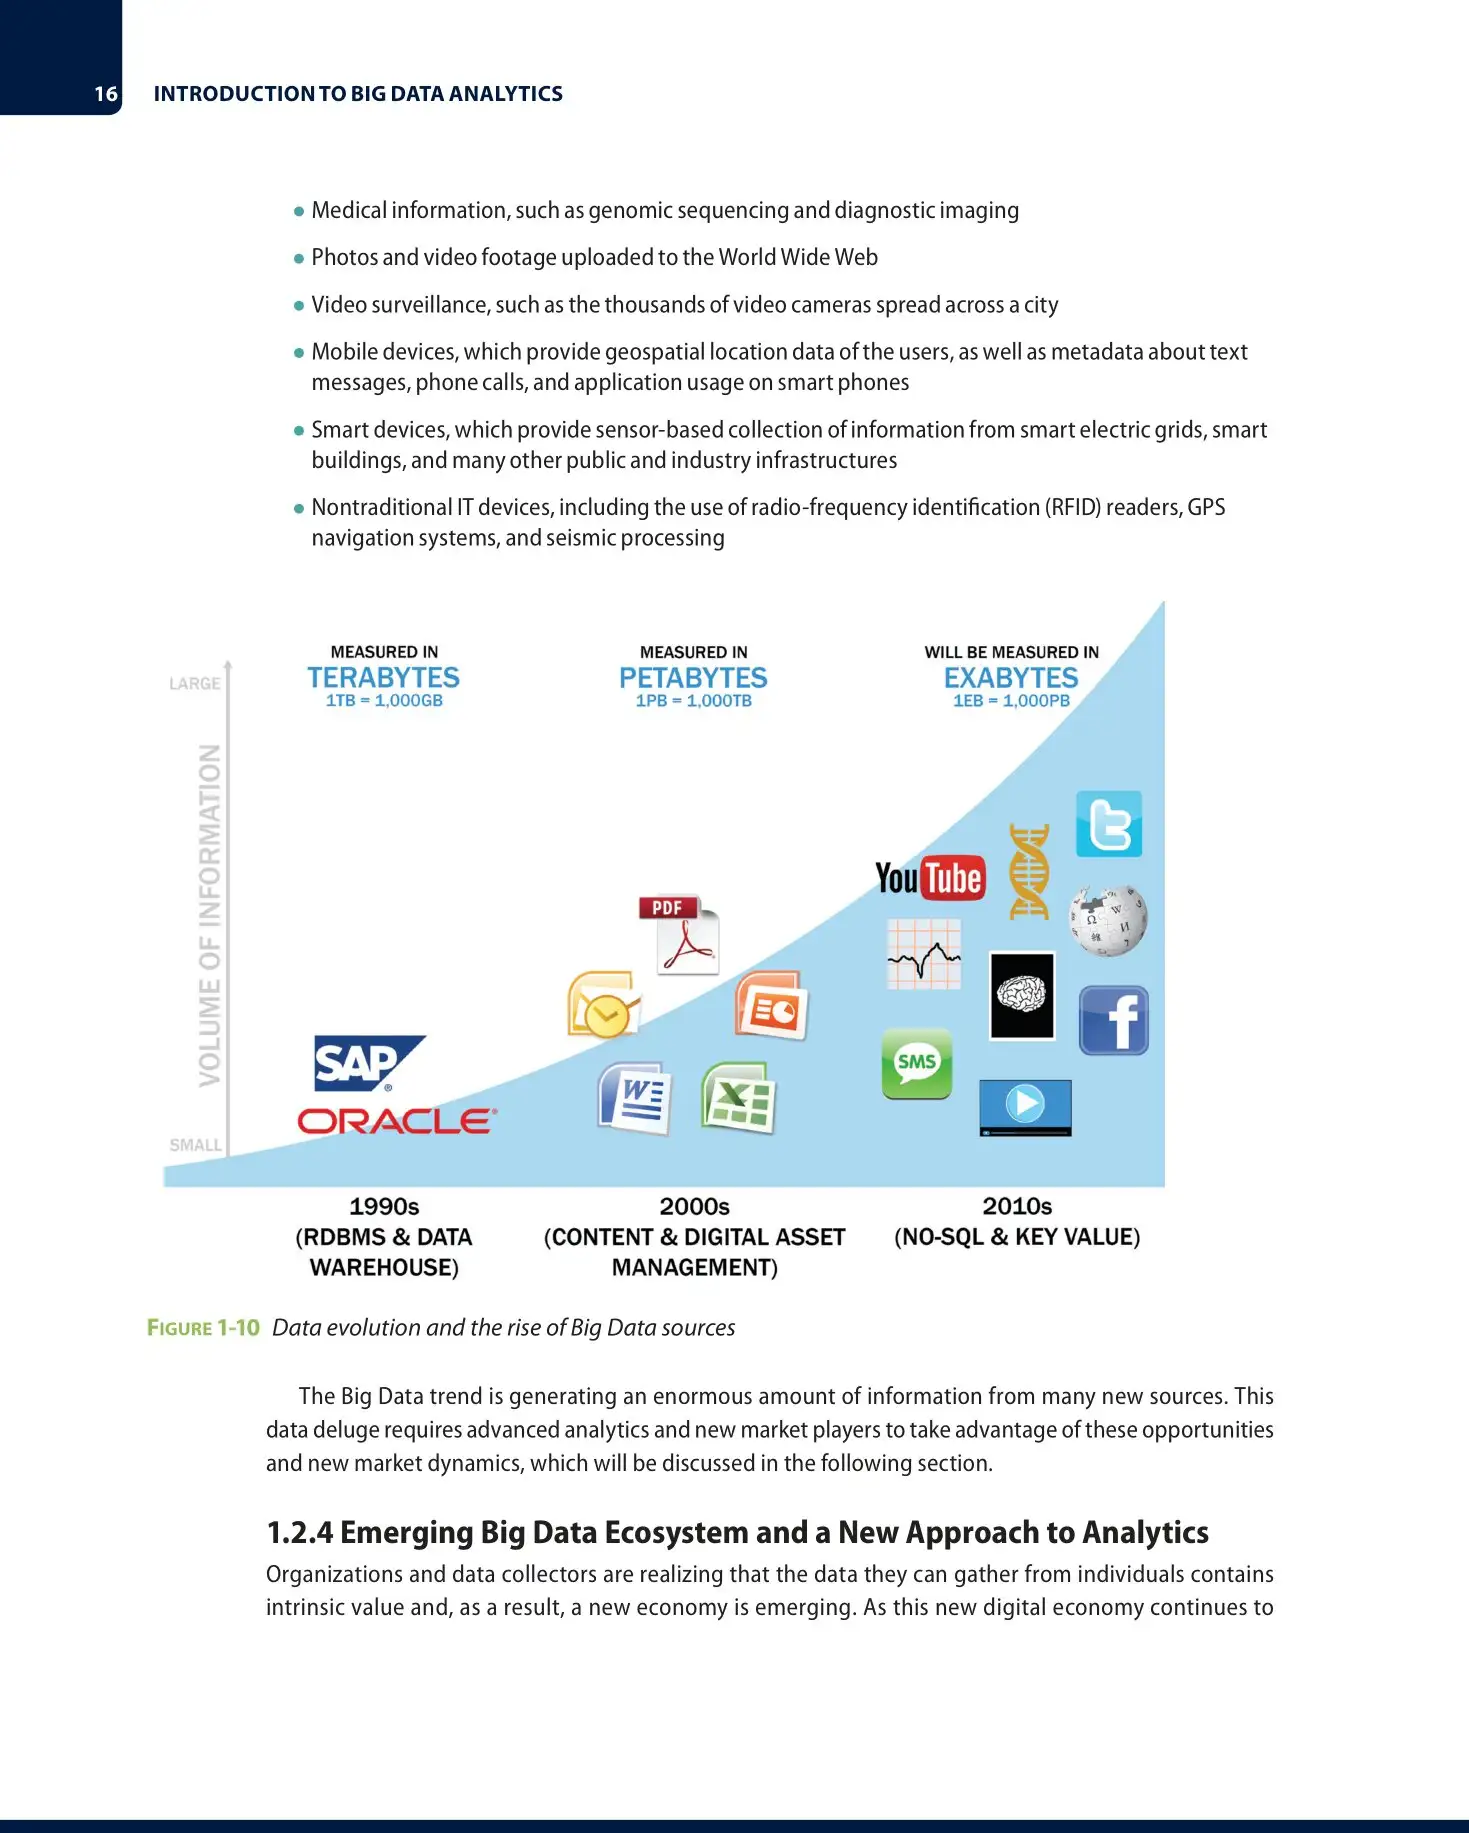 16 INTRODUCTION TO BIG DATA ANALYTICS
• Medical information, such as genomic sequencing and diagnostic imaging
• Photos and video footage uploaded to the World Wide Web
• Video surveillance, such as the thousands of video cameras spread across a city
• Mobile devices, which provide geospatial location data of the users, as well as metadata about text
messages, phone calls, and application usage on smart phones
• Smart devices, which provide sensor-based collection of information from smart electric grids, smart
buildings, and many other public and industry infrastructures
• Nontraditional IT devices, including the use of radio-frequency identification (RFID) readers, GPS
navigation systems, and seismic processing
LARGE
VOLUME OF INFORMATION
SMALL
MEASURED IN
TERABYTES
1TB = 1,000GB
MEASURED IN
PETABYTES
1PB = 1,000TB
WILL BE MEASURED IN
EXABYTES
1EB = 1,000PB
SAP®
ORACLE®
PDF
W
X
YouTube
t
Ω W И
7
f
SMS
1990s
(RDBMS & DATA
WAREHOUSE)
2000s
(CONTENT & DIGITAL ASSET
MANAGEMENT)
2010s
(NO-SQL & KEY VALUE)
FIGURE 1-10 Data evolution and the rise of Big Data sources
The Big Data trend is generating an enormous amount of information from many new sources. This
data deluge requires advanced analytics and new market players to take advantage of these opportunities
and new market dynamics, which will be discussed in the following section.
1.2.4 Emerging Big Data Ecosystem and a New Approach to Analytics
Organizations and data collectors are realizing that the data they can gather from individuals contains
intrinsic value and, as a result, a new economy is emerging. As this new digital economy continues to